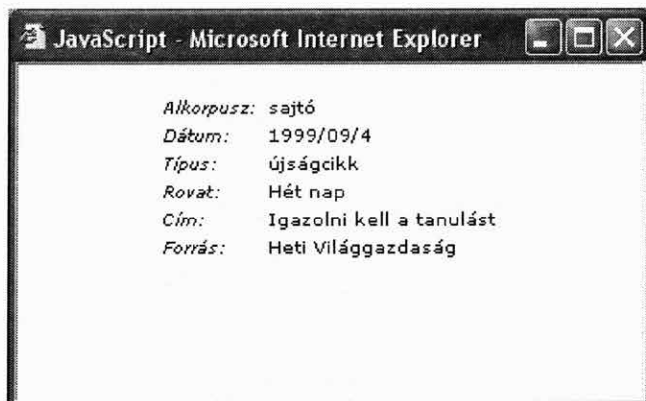 JavaScript - Microsoft Internet Explorer
Alkorpusz: sajtó
Dátum: 1999/09/4
Típus: újságcikk
Rovat: Hét nap
Cím: Igazolni kell a tanulást
Forrás: Heti Világgazdaság